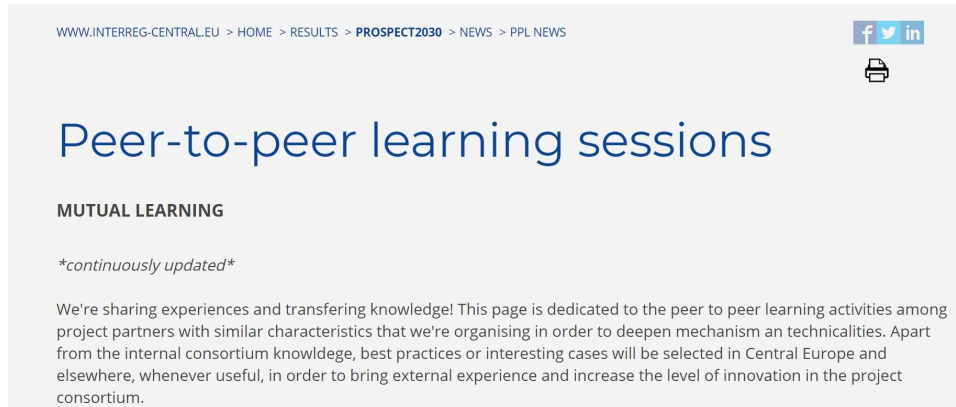 WWW.INTERREG-CENTRAL.EU > HOME > RESULTS > PROSPECT2030 > NEWS > PPL NEWS
f in
Peer-to-peer learning sessions
MUTUAL LEARNING
*continuously updated*
We're sharing experiences and transfering knowledge! This page is dedicated to the peer to peer learning activities among
project partners with similar characteristics that we're organising in order to deepen mechanism an technicalities. Apart
from the internal consortium knowldege, best practices or interesting cases will be selected in Central Europe and
elsewhere, whenever useful, in order to bring external experience and increase the level of innovation in the project
consortium.